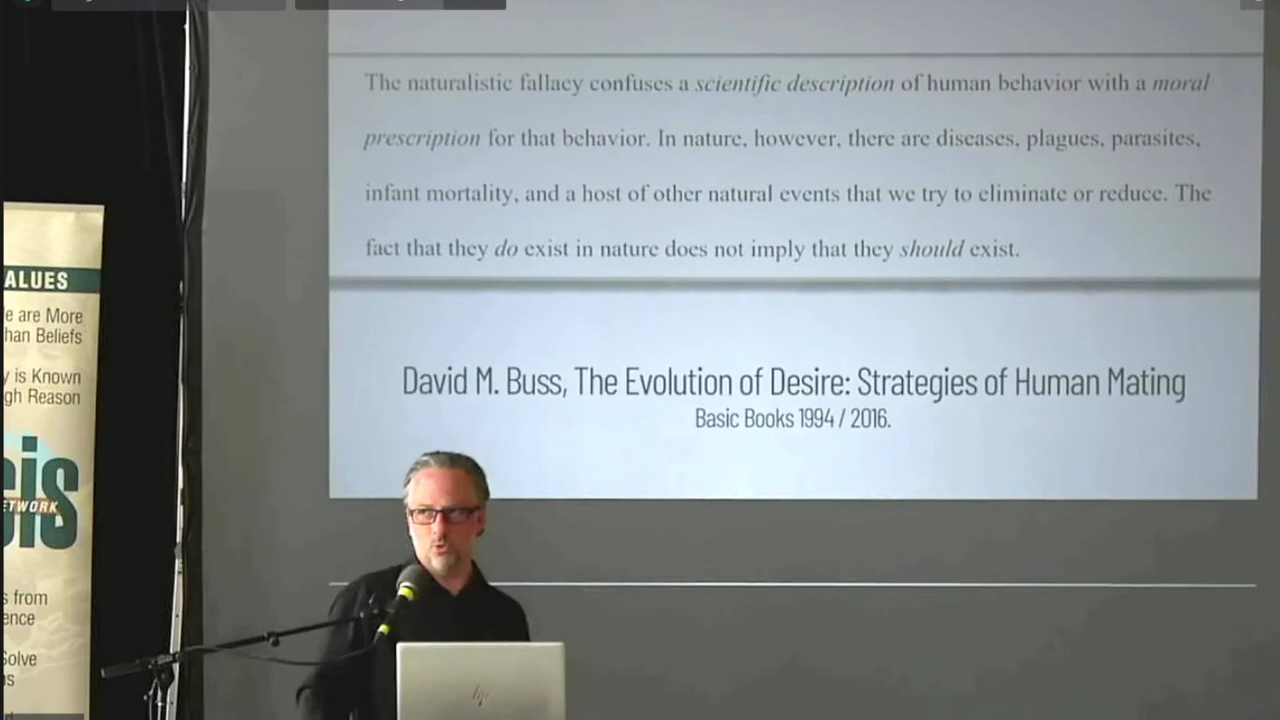 The naturalistic fallacy confuses a scientific description of human behavior with a moral
prescription for that behavior. In nature, however, there are diseases, plagues, parasites,
infant mortality, and a host of other natural events that we try to eliminate or reduce. The
fact that they do exist in nature does not imply that they should exist.
David M. Buss, The Evolution of Desire: Strategies of Human Mating
Basic Books 1994 / 2016.
ALUES
e are More
han Beliefs
y is Known
gh Reason
sis
ETWORK
s from
ence
Solve
s
hp